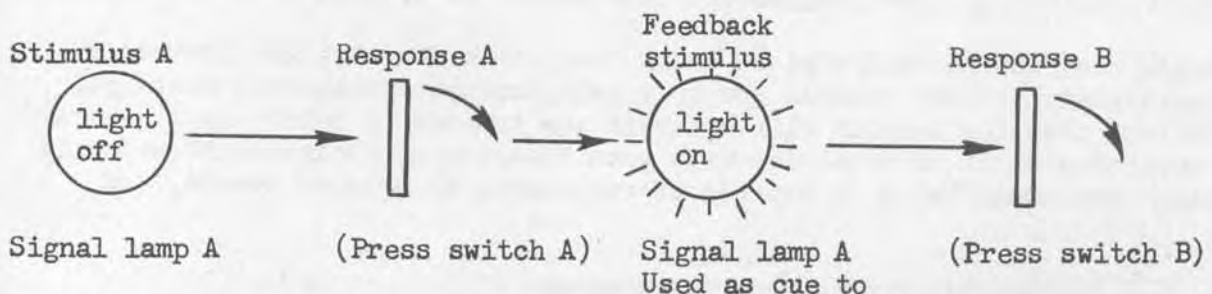 Stimulus A
light
off
Signal lamp A
Response A
(Press switch A)
Feedback
stimulus
light
on
Signal lamp A
Used as cue to
Response B
(Press switch B)